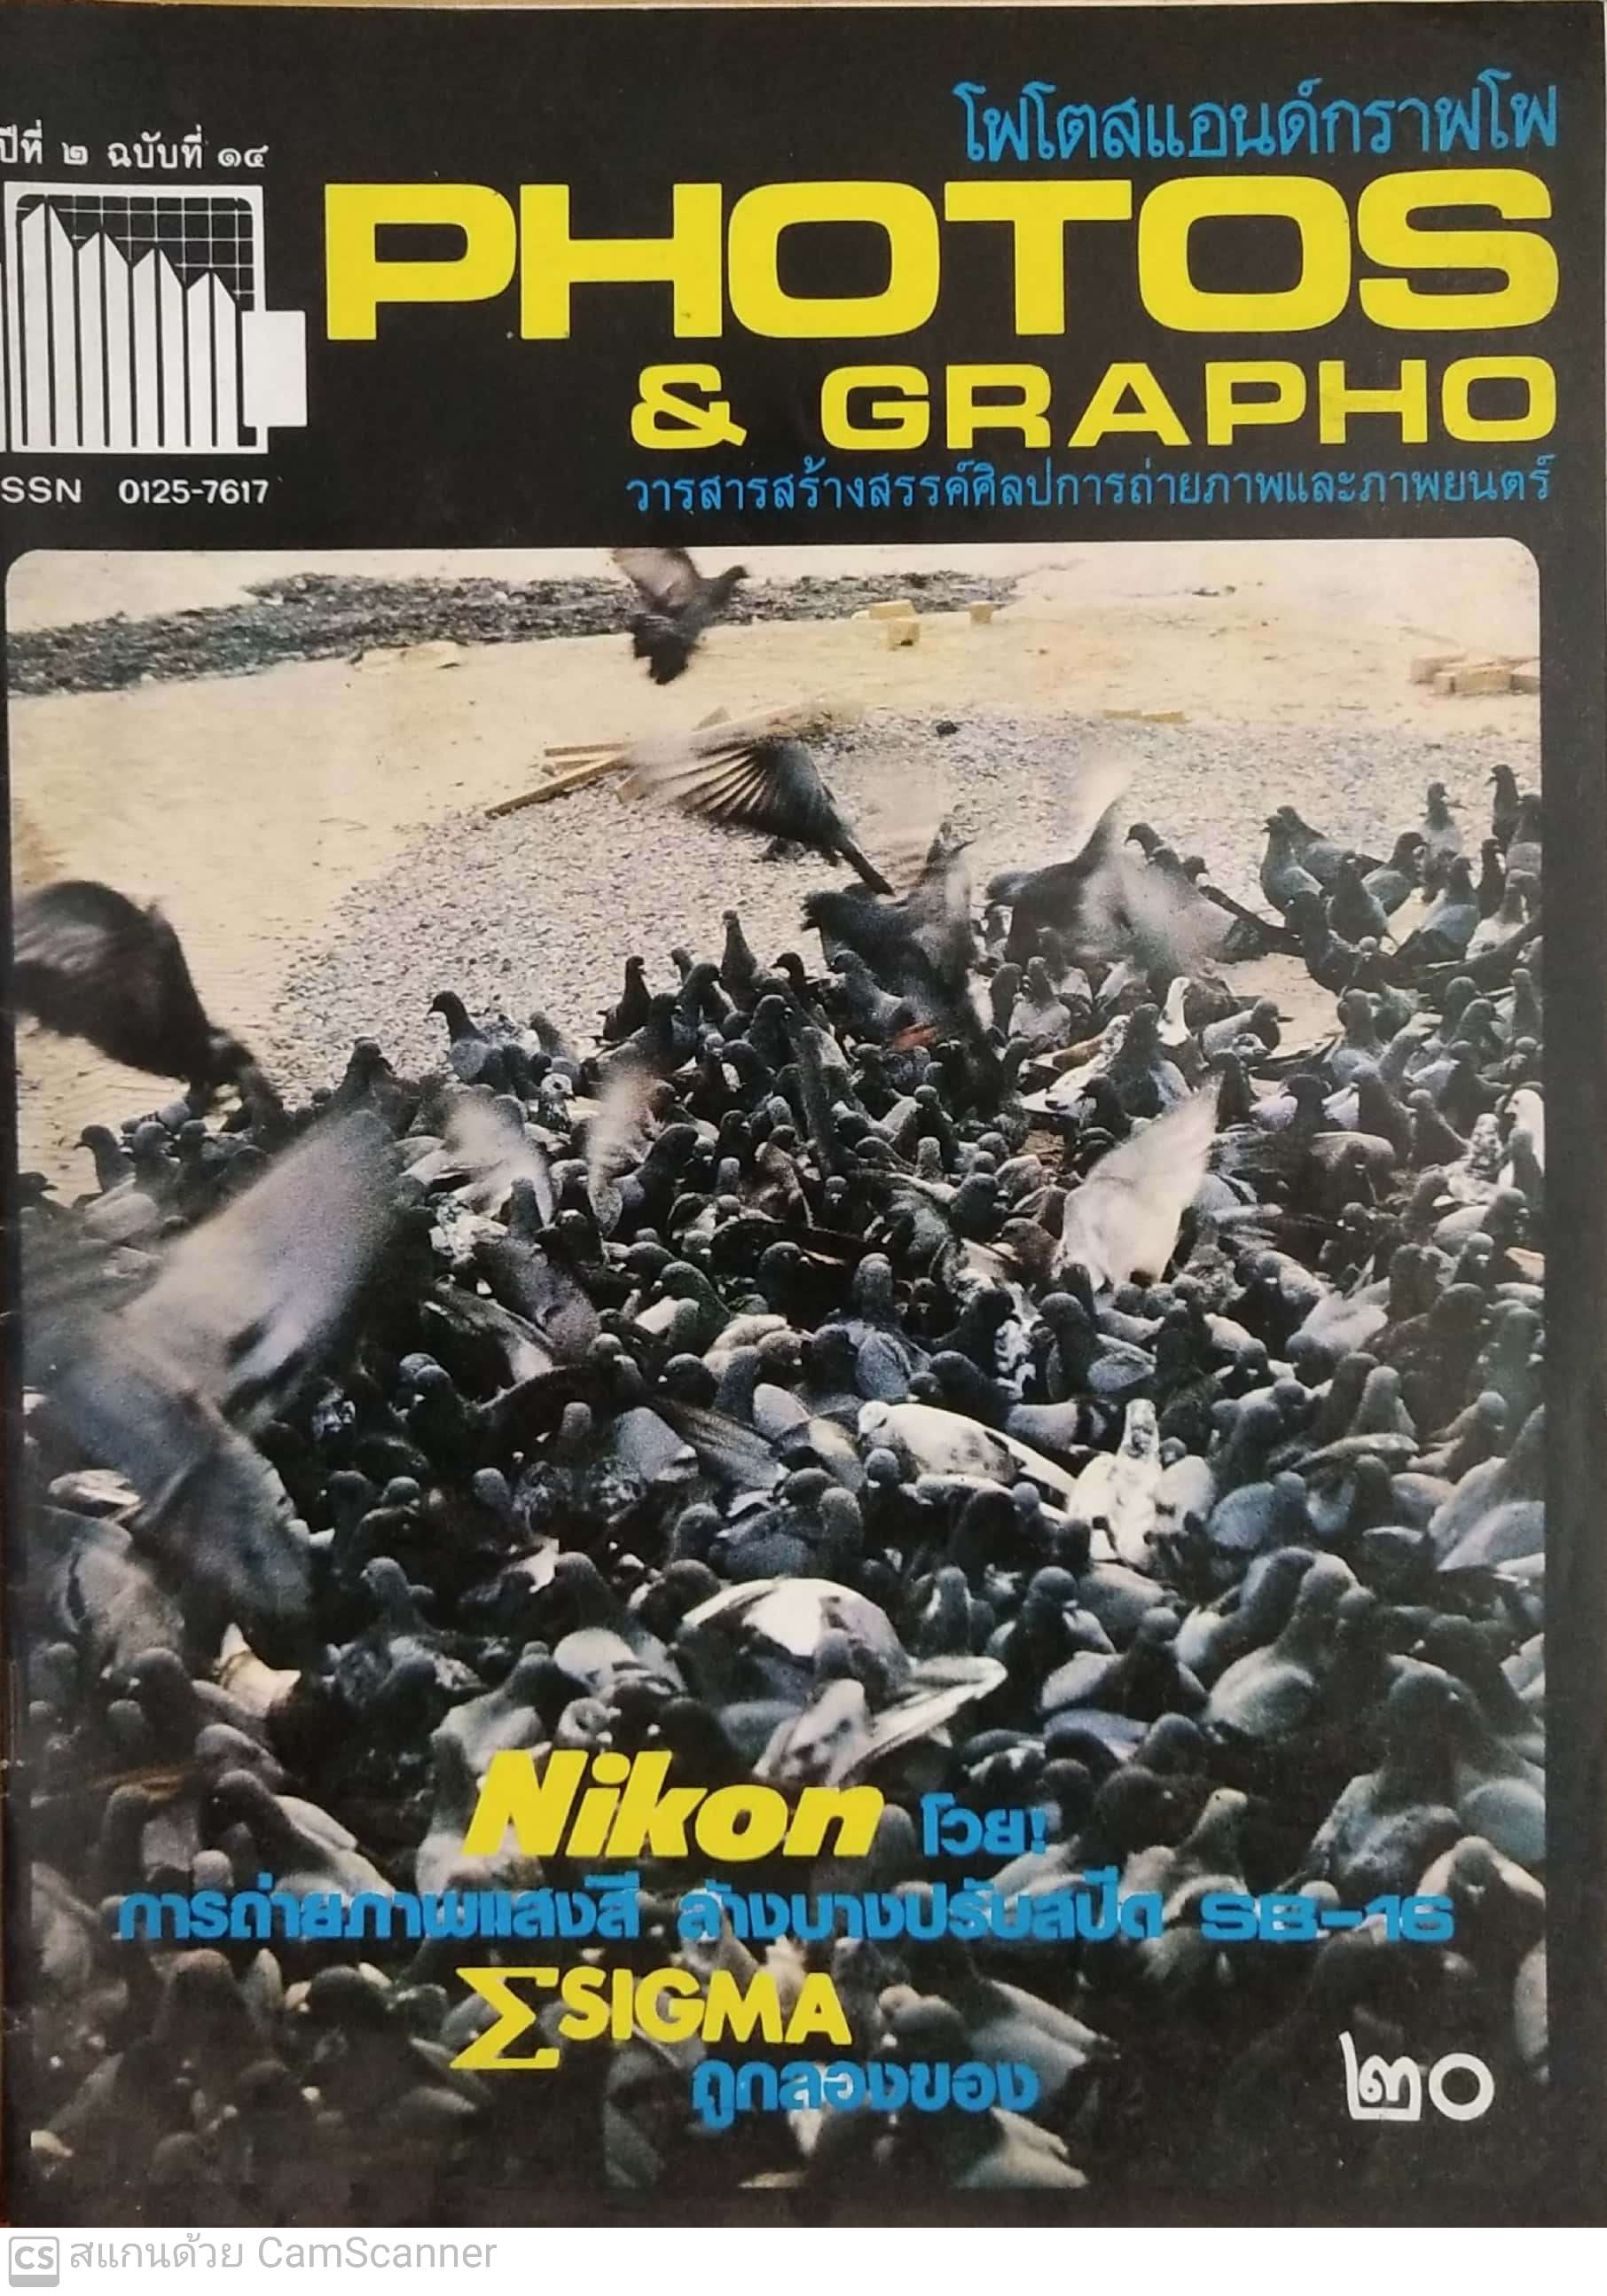 โฟโตสแอนด์กราฟโฟ
ปีที่ ๒ ฉบับที่ ๑๔
PHOTOS
& GRAPHO
SSN 0125-7617
วารสารสร้างสรรค์ศิลปการถ่ายภาพและภาพยนตร์
Nikon โวย!
การถ่ายภาพแสงสี ล้างบางปรับสปีด SB-16
ΣSIGMA
ถูกลองของ
๒๐
CS สแกนด้วย CamScanner